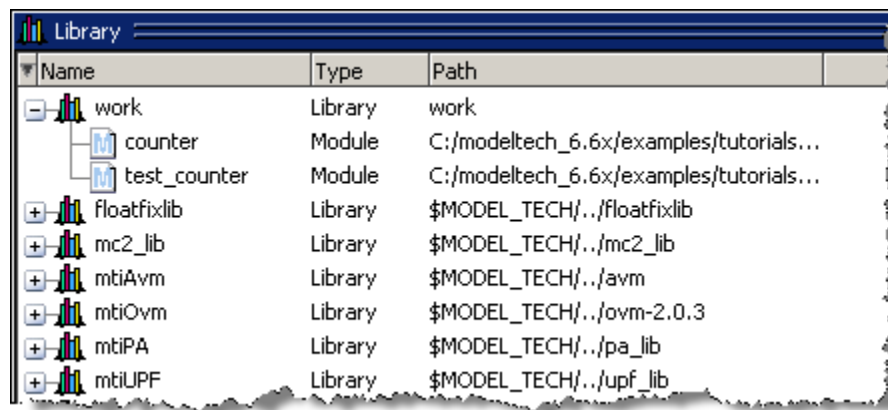 Library
Name Type Path
work Library work
counter Module C:/modeltech_6.6x/examples/tutorials...
test_counter Module C:/modeltech_6.6x/examples/tutorials...
floatfixlib Library $MODEL_TECH/../floatfixlib
mc2_lib Library $MODEL_TECH/../mc2_lib
mtiAvm Library $MODEL_TECH/../avm
mtiOvm Library $MODEL_TECH/../ovm-2.0.3
mtiPA Library $MODEL_TECH/../pa_lib
mtiUPF Library $MODEL_TECH/../upf_lib